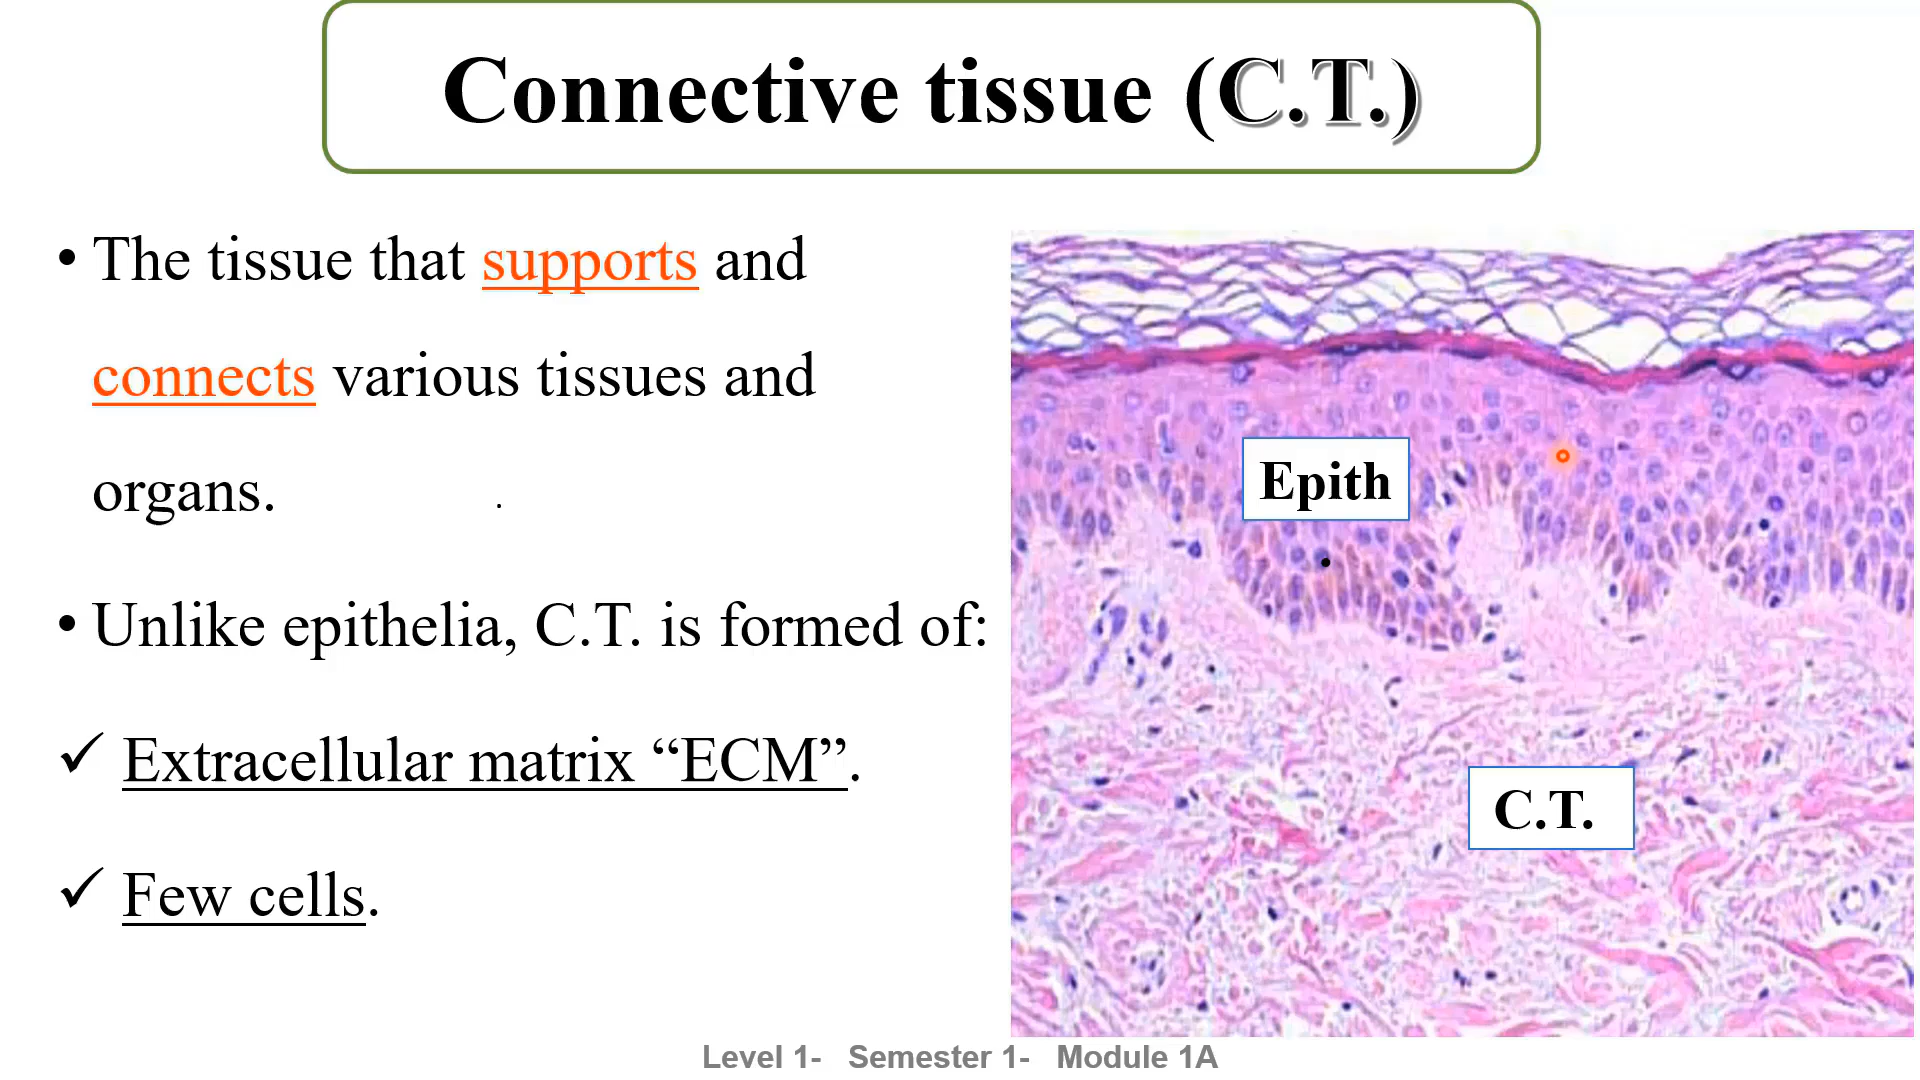 Connective tissue (C.T.)
• The tissue that supports and
connects various tissues and
organs.
• Unlike epithelia, C.T. is formed of:
✓ Extracellular matrix “ECM”.
✓ Few cells.
Epith
C.T.
Level 1- Semester 1- Module 1A